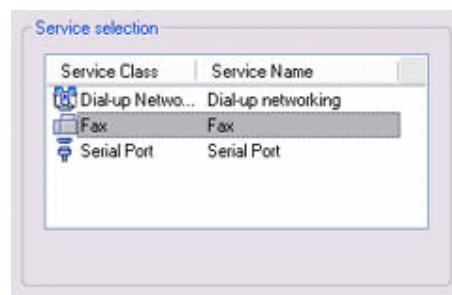 Service selection
Service Class Service Name
Dial-up Netwo... Dial-up networking
Fax Fax
Serial Port Serial Port